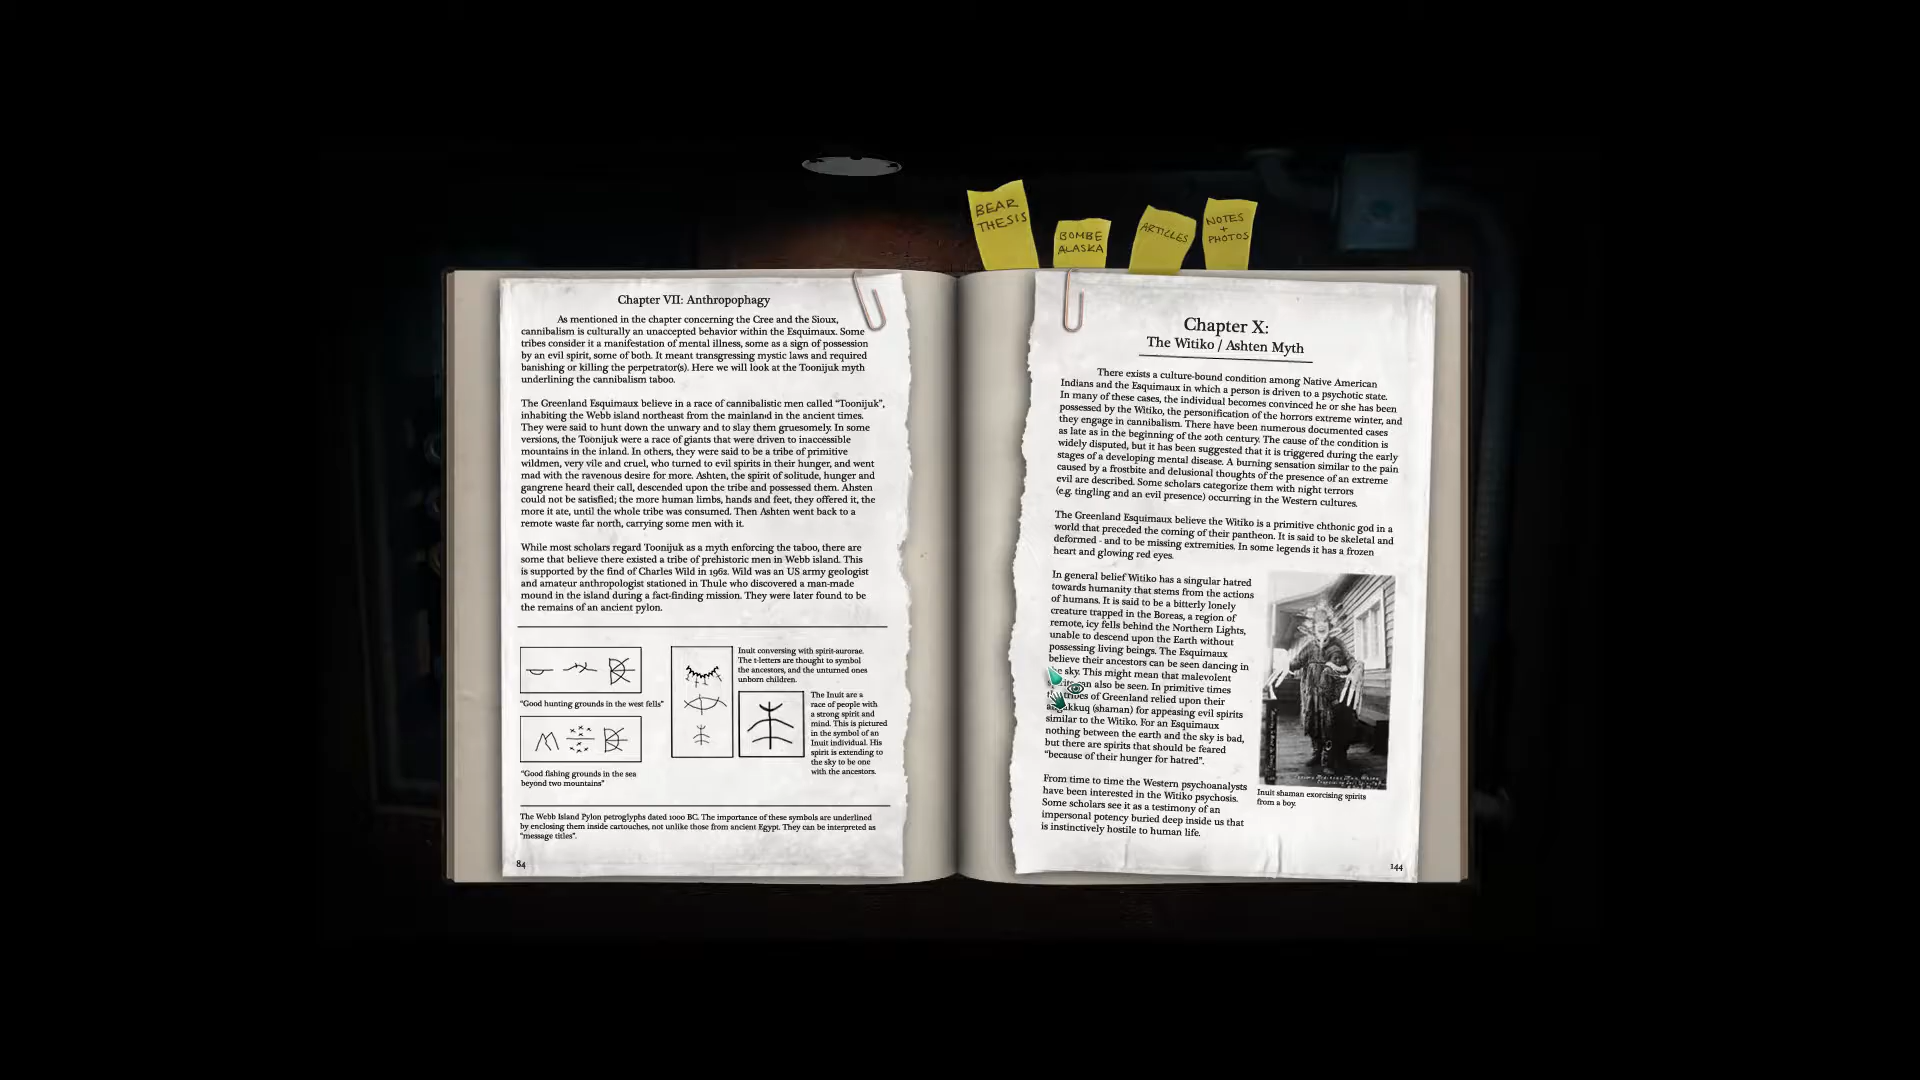 BEAR
THESIS
BOMBE
ALASKA
ARTICLES
NOTES
+
PHOTOS
Chapter VII: Anthropophagy
As mentioned in the chapter concerning the Cree and the Sioux,
cannibalism is culturally an unaccepted behavior within the Esquimaux. Some
tribes consider it a manifestation of mental illness, some as a sign of possession
by an evil spirit, some of both. It meant transgressing mystic laws and required
banishing or killing the perpetrator(s). Here we will look at the Toonijuk myth
underlining the cannibalism taboo.
The Greenland Esquimaux believe in a race of cannibalistic men called "Toonijuk",
inhabiting the Webb island northeast from the mainland in the ancient times.
They were said to hunt down the unwary and to slay them gruesomely. In some
versions, the Toonijuk were a race of giants that were driven to inaccessible
mountains in the inland. In others, they were said to be a tribe of primitive
wildmen, very vile and cruel, who turned to evil spirits in their hunger, and went
mad with the ravenous desire for more. Ashten, the spirit of solitude, hunger and
gangrene heard their call, descended upon the tribe and possessed them. Ahsten
could not be satisfied; the more human limbs, hands and feet, they offered it, the
more it ate, until the whole tribe was consumed. Then Ashten went back to a
remote waste far north, carrying some men with it.
While most scholars regard Toonijuk as a myth enforcing the taboo, there are
some that believe there existed a tribe of prehistoric men in Webb island. This
is supported by the find of Charles Wild in 1962. Wild was an US army geologist
and amateur anthropologist stationed in Thule who discovered a man-made
mound in the island during a fact-finding mission. They were later found to be
the remains of an ancient pylon.
"Good hunting grounds in the west fells"
"Good fishing grounds in the sea
beyond two mountains"
Inuit conversing with spirit-aurorae.
The t-letters are thought to symbol
the ancestors, and the unturned ones
unborn children.
The Inuit are a
race of people with
a strong spirit and
mind. This is pictured
in the symbol of an
Inuit individual. His
spirit is extending to
the sky to be one
with the ancestors.
The Webb Island Pylon petroglyphs dated 1000 BC. The importance of these symbols are underlined
by enclosing them inside cartouches, not unlike those from ancient Egypt. They can be interpreted as
"message titles".
84
Chapter X:
The Witiko / Ashten Myth
There exists a culture-bound condition among Native American
Indians and the Esquimaux in which a person is driven to a psychotic state.
In many of these cases, the individual becomes convinced he or she has been
possessed by the Witiko, the personification of the horrors extreme winter, and
they engage in cannibalism. There have been numerous documented cases
as late as in the beginning of the 20th century. The cause of the condition is
widely disputed, but it has been suggested that it is triggered during the early
stages of a developing mental disease. A burning sensation similar to the pain
caused by a frostbite and delusional thoughts of the presence of an extreme
evil are described. Some scholars categorize them with night terrors
(e.g. tingling and an evil presence) occurring in the Western cultures.
The Greenland Esquimaux believe the Witiko is a primitive chthonic god in a
world that preceded the coming of their pantheon. It is said to be skeletal and
deformed - and to be missing extremities. In some legends it has a frozen
heart and glowing red eyes.
In general belief Witiko has a singular hatred
towards humanity that stems from the actions
of humans. It is said to be a bitterly lonely
creature trapped in the Boreas, a region of
remote, icy fells behind the Northern Lights,
unable to descend upon the Earth without
possessing living beings. The Esquimaux
believe their ancestors can be seen dancing in
sky. This might mean that malevolent
can also be seen. In primitive times
of Greenland relied upon their
(shaman) for appeasing evil spirits
similar to the Witiko. For an Esquimaux
nothing between the earth and the sky is bad,
but there are spirits that should be feared
"because of their hunger for hatred".
From time to time the Western psychoanalysts
have been interested in the Witiko psychosis.
Some scholars see it as a testimony of an
impersonal potency buried deep inside us that
is instinctively hostile to human life.
Inuit shaman exorcising spirits
from a boy.
144